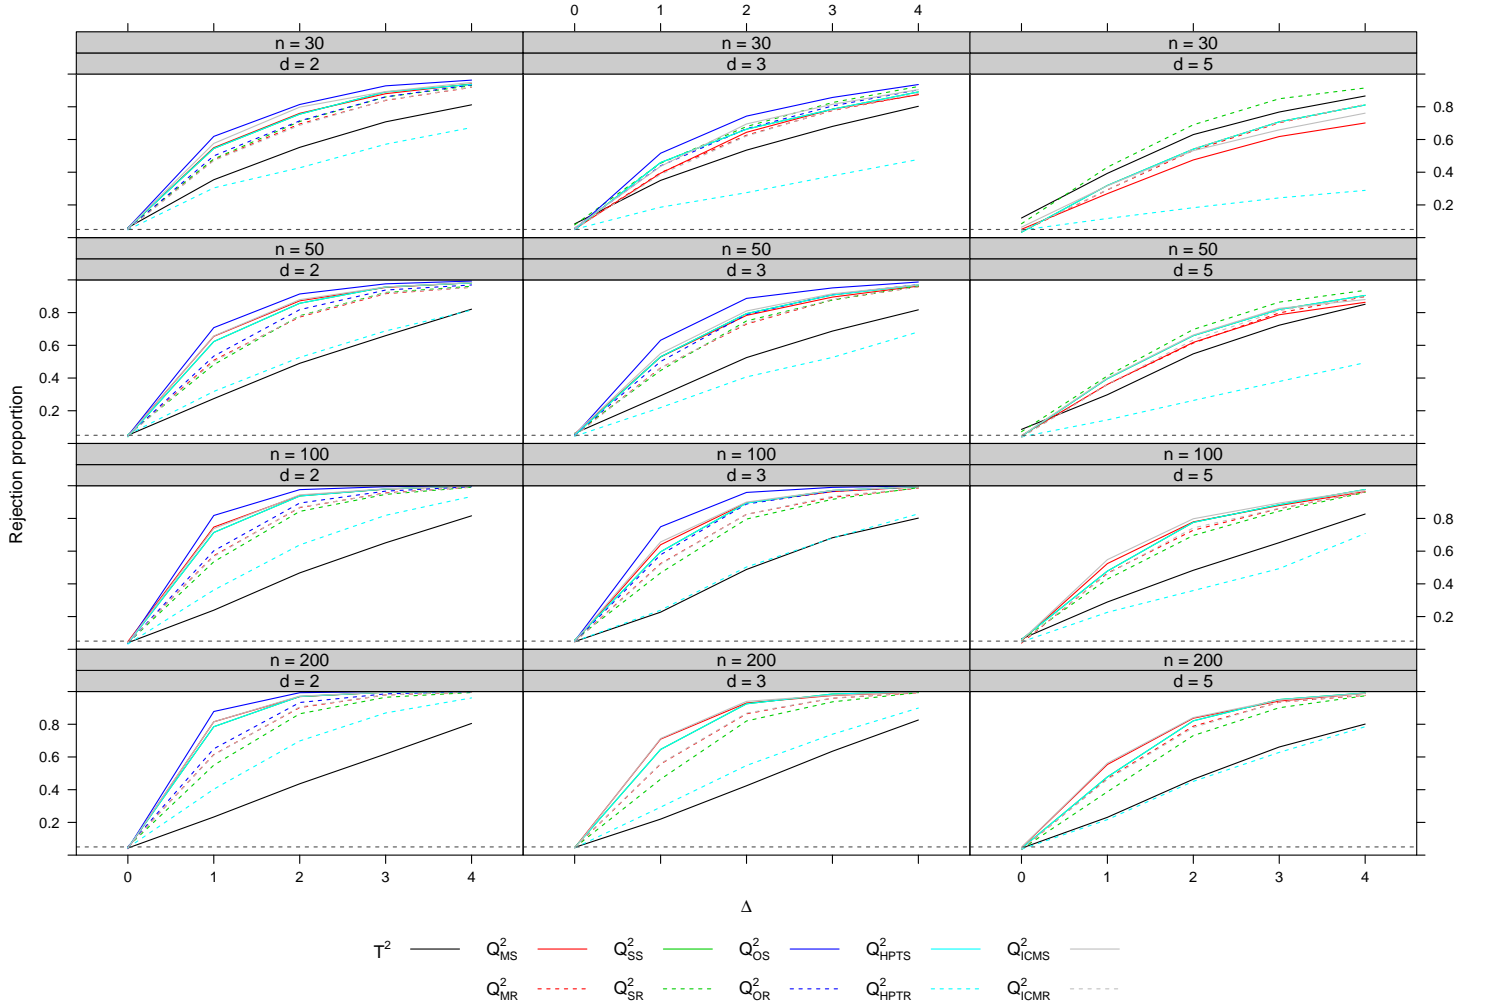 0 1 2 3 4
n = 30 n = 30 n = 30
d = 2 d = 3 d = 5
0.8
0.6
0.4
0.2
n = 50 n = 50 n = 50
d = 2 d = 3 d = 5
0.8
0.6
0.4
0.2
n = 100 n = 100 n = 100
d = 2 d = 3 d = 5
0.8
0.6
0.4
0.2
n = 200 n = 200 n = 200
d = 2 d = 3 d = 5
0.8
0.6
0.4
0.2
Rejection proportion
0 1 2 3 4 0 1 2 3 4
Δ
T² Q²MS Q²SS Q²OS Q²HPTS Q²ICMS
Q²MR Q²SR Q²OR Q²HPTR Q²ICMR